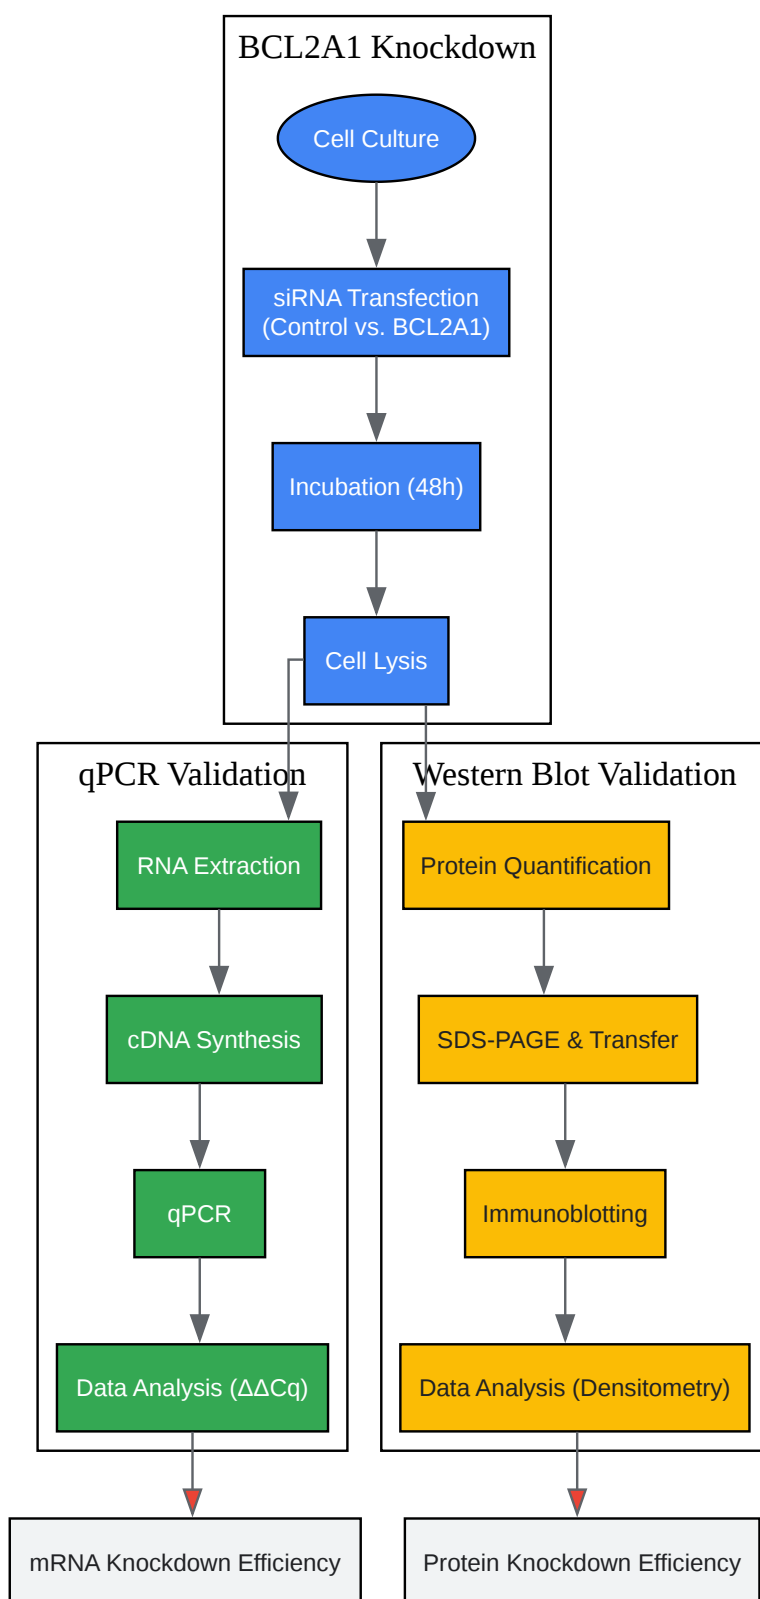 BCL2A1 Knockdown
Cell Culture
siRNA Transfection
(Control vs. BCL2A1)
Incubation (48h)
Cell Lysis
qPCR Validation
RNA Extraction
cDNA Synthesis
qPCR
Data Analysis (ΔΔCq)
mRNA Knockdown Efficiency
Western Blot Validation
Protein Quantification
SDS-PAGE & Transfer
Immunoblotting
Data Analysis (Densitometry)
Protein Knockdown Efficiency